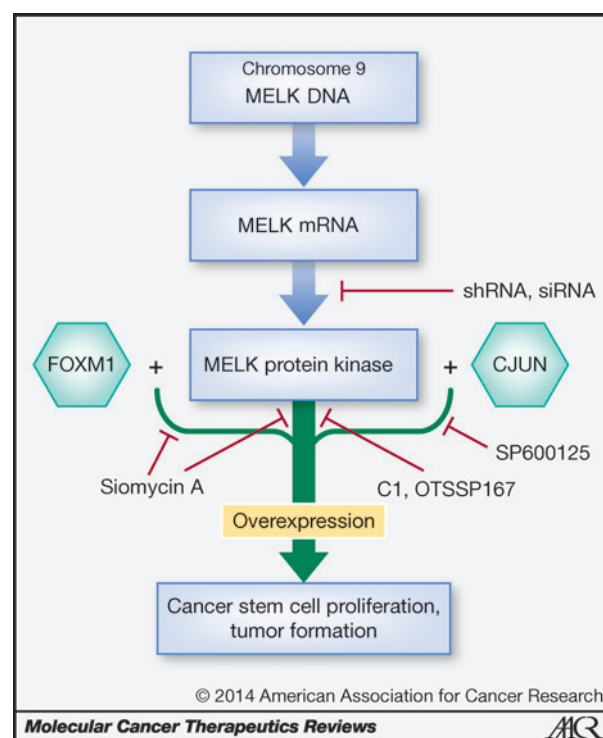 Chromosome 9
MELK DNA
MELK mRNA
shRNA, siRNA
FOXM1
+
MELK protein kinase
+
CJUN
SP600125
Siomycin A
C1, OTSSP167
Overexpression
Cancer stem cell proliferation,
tumor formation
© 2014 American Association for Cancer Research
Molecular Cancer Therapeutics Reviews
AACR